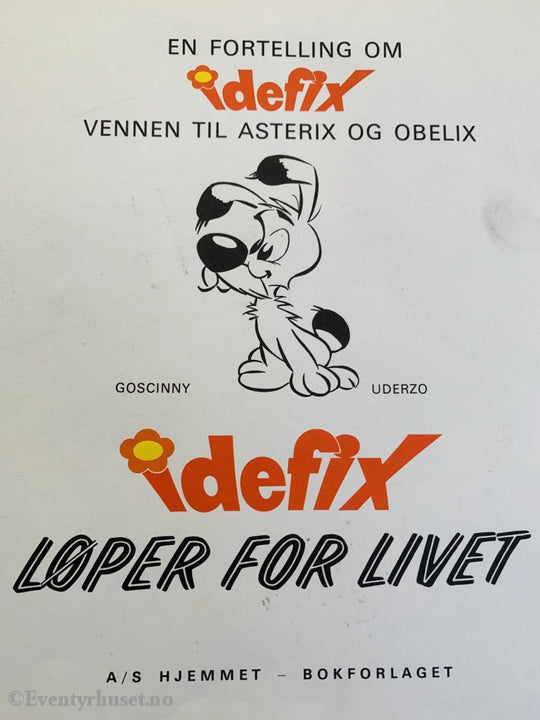 EN FORTELLING OM
idefix
VENNEN TIL ASTERIX OG OBELIX
GOSCINNY UDERZO
idefix
LØPER FOR LIVET
A/S HJEMMET – BOKFORLAGET
©Eventyrhuset.no